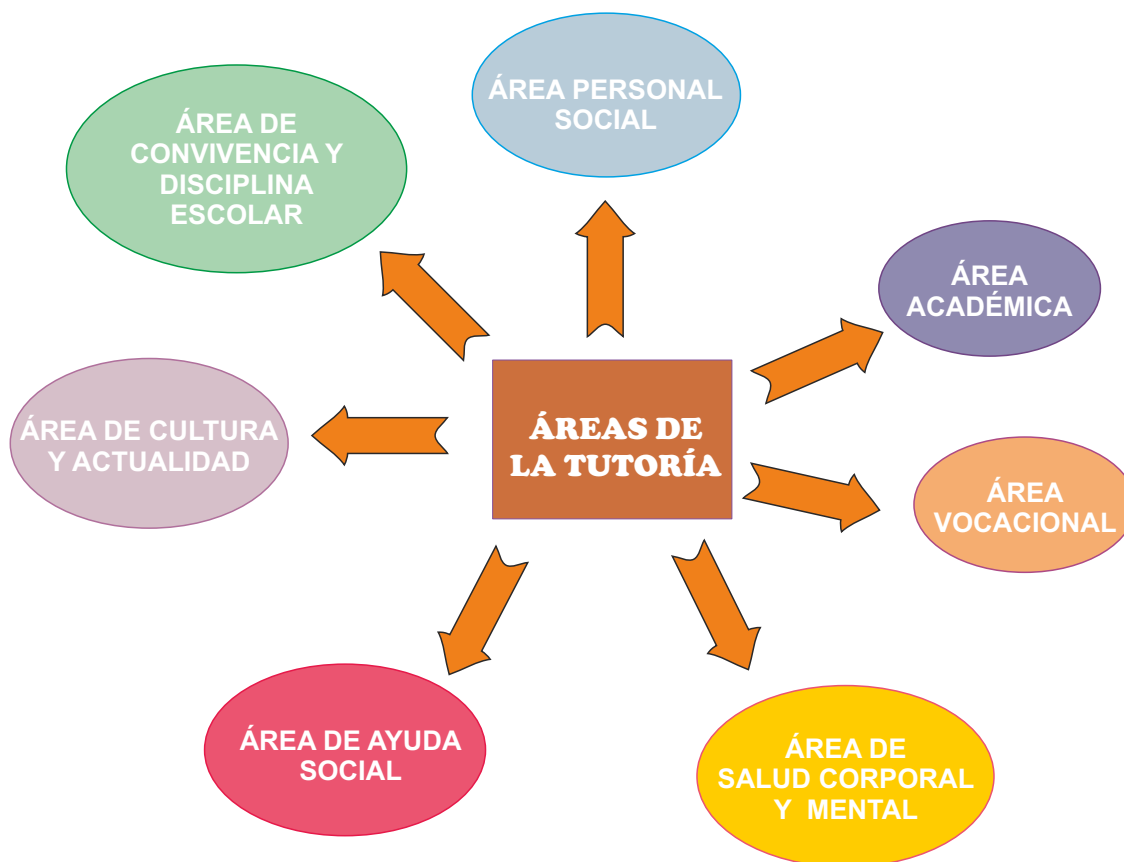 ÁREA PERSONAL
SOCIAL
ÁREA DE
CONVIVENCIA Y
DISCIPLINA
ESCOLAR
ÁREA
ACADÉMICA
ÁREAS DE
LA TUTORÍA
ÁREA DE CULTURA
Y ACTUALIDAD
ÁREA
VOCACIONAL
ÁREA DE AYUDA
SOCIAL
ÁREA DE
SALUD CORPORAL
Y MENTAL